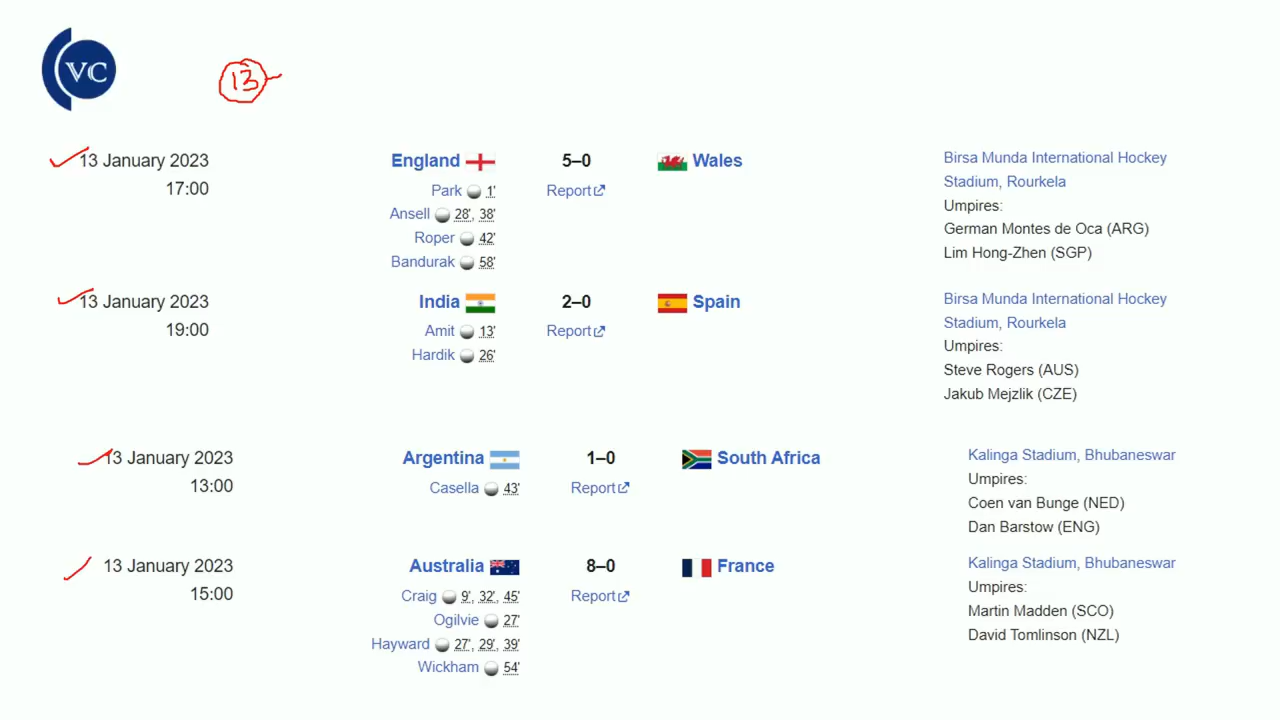 VC
13
13 January 2023 England 5–0 Wales Birsa Munda International Hockey
17:00 Park 1' Report Stadium, Rourkela
Ansell 28', 38' Umpires:
Roper 42' German Montes de Oca (ARG)
Bandurak 58' Lim Hong-Zhen (SGP)
13 January 2023 India 2–0 Spain Birsa Munda International Hockey
19:00 Amit 13' Report Stadium, Rourkela
Hardik 26' Umpires:
Steve Rogers (AUS)
Jakub Mejzlik (CZE)
13 January 2023 Argentina 1–0 South Africa Kalinga Stadium, Bhubaneswar
13:00 Casella 43' Report Umpires:
Coen van Bunge (NED)
Dan Barstow (ENG)
13 January 2023 Australia 8–0 France Kalinga Stadium, Bhubaneswar
15:00 Craig 9', 32', 45' Report Umpires:
Ogilvie 27' Martin Madden (SCO)
Hayward 27', 29', 39' David Tomlinson (NZL)
Wickham 54'